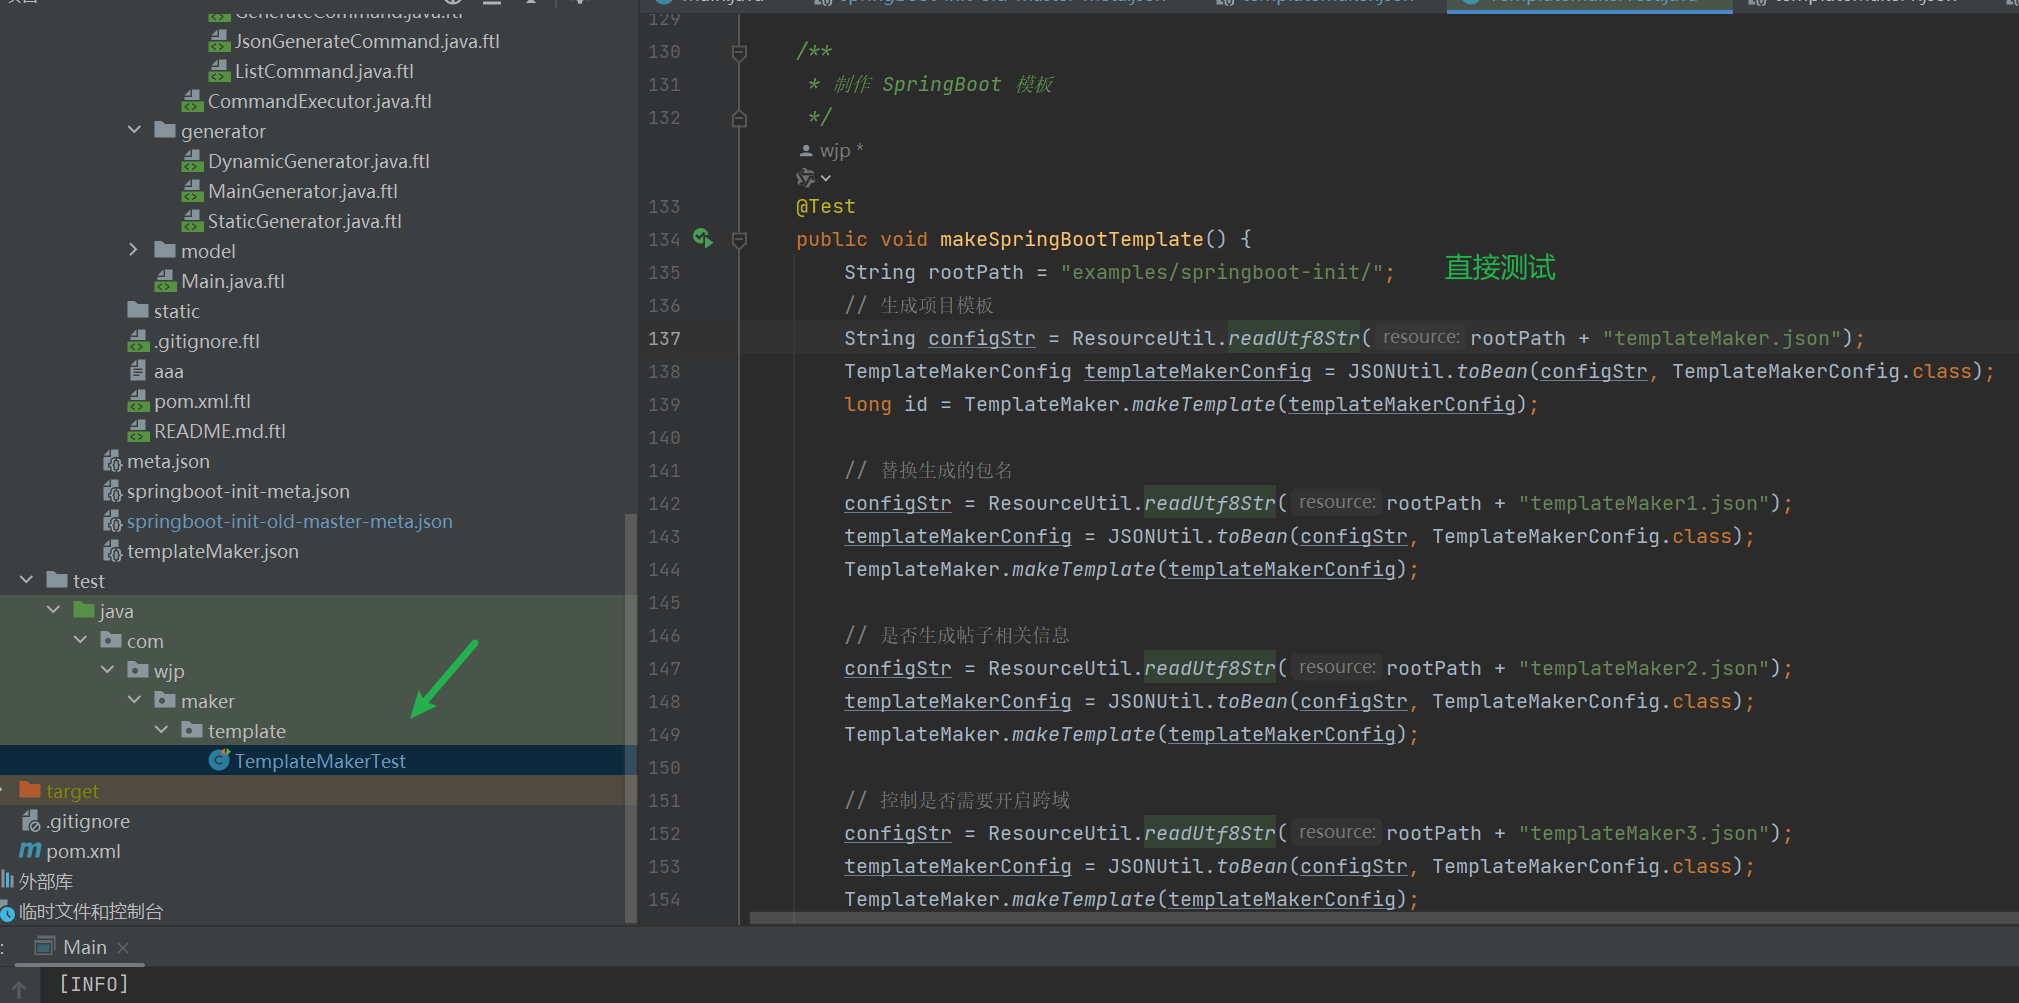 GenerateCommand.java.ftl
JsonGenerateCommand.java.ftl
ListCommand.java.ftl
CommandExecutor.java.ftl
generator
DynamicGenerator.java.ftl
MainGenerator.java.ftl
StaticGenerator.java.ftl
model
Main.java.ftl
static
.gitignore.ftl
aaa
pom.xml.ftl
README.md.ftl
meta.json
springboot-init-meta.json
springboot-init-old-master-meta.json
templateMaker.json
test
java
com
wjp
maker
template
TemplateMakerTest
target
.gitignore
pom.xml
外部库
临时文件和控制台
129
130 /**
131 * 制作 SpringBoot 模板
132 */
wjp *
133 @Test
134 public void makeSpringBootTemplate() {
135 String rootPath = "examples/springboot-init/"; 直接测试
136 // 生成项目模板
137 String configStr = ResourceUtil.readUtf8Str( resource: rootPath + "templateMaker.json");
138 TemplateMakerConfig templateMakerConfig = JSONUtil.toBean(configStr, TemplateMakerConfig.class);
139 long id = TemplateMaker.makeTemplate(templateMakerConfig);
140
141 // 替换生成的包名
142 configStr = ResourceUtil.readUtf8Str( resource: rootPath + "templateMaker1.json");
143 templateMakerConfig = JSONUtil.toBean(configStr, TemplateMakerConfig.class);
144 TemplateMaker.makeTemplate(templateMakerConfig);
145
146 // 是否生成帖子相关信息
147 configStr = ResourceUtil.readUtf8Str( resource: rootPath + "templateMaker2.json");
148 templateMakerConfig = JSONUtil.toBean(configStr, TemplateMakerConfig.class);
149 TemplateMaker.makeTemplate(templateMakerConfig);
150
151 // 控制是否需要开启跨域
152 configStr = ResourceUtil.readUtf8Str( resource: rootPath + "templateMaker3.json");
153 templateMakerConfig = JSONUtil.toBean(configStr, TemplateMakerConfig.class);
154 TemplateMaker.makeTemplate(templateMakerConfig);
: Main
[INFO]